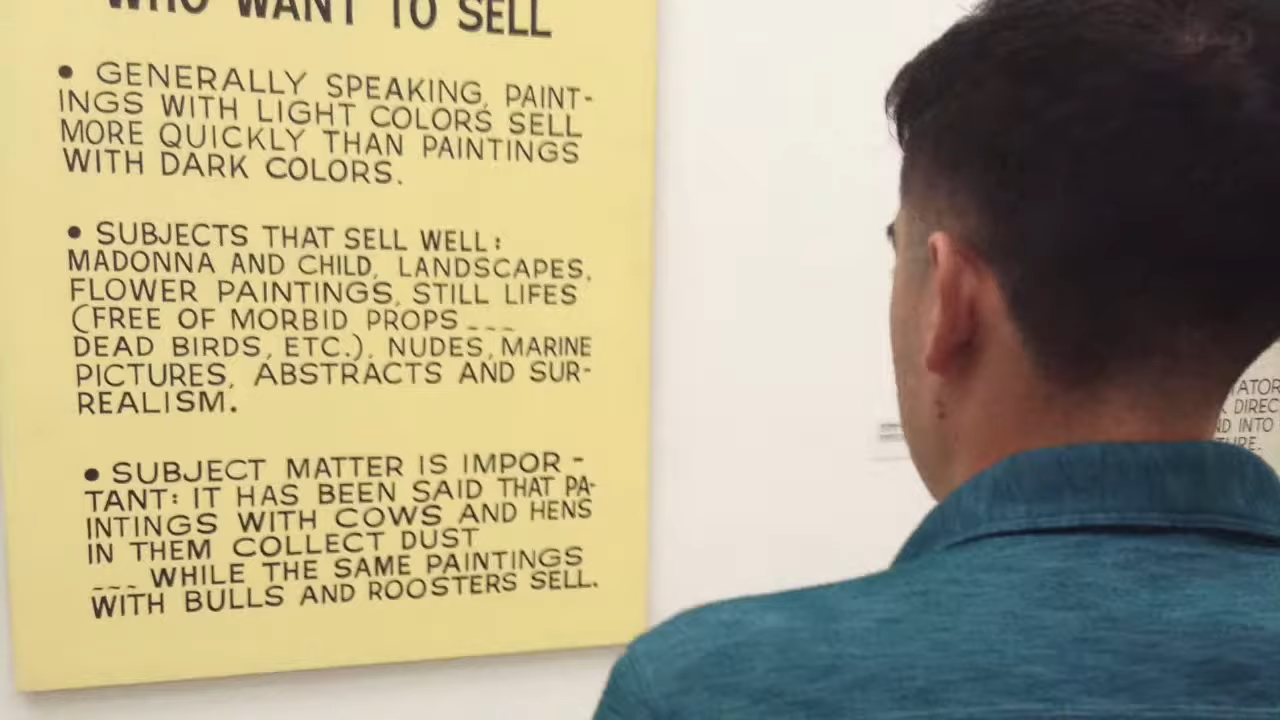 WHO WANT TO SELL
• GENERALLY SPEAKING, PAINT-
INGS WITH LIGHT COLORS SELL
MORE QUICKLY THAN PAINTINGS
WITH DARK COLORS.
• SUBJECTS THAT SELL WELL:
MADONNA AND CHILD, LANDSCAPES,
FLOWER PAINTINGS, STILL LIFES
(FREE OF MORBID PROPS ---
DEAD BIRDS, ETC.), NUDES, MARINE
PICTURES, ABSTRACTS AND SUR-
REALISM.
• SUBJECT MATTER IS IMPOR-
TANT: IT HAS BEEN SAID THAT PA-
INTINGS WITH COWS AND HENS
IN THEM COLLECT DUST
--- WHILE THE SAME PAINTINGS
WITH BULLS AND ROOSTERS SELL.
DIREC
INTO